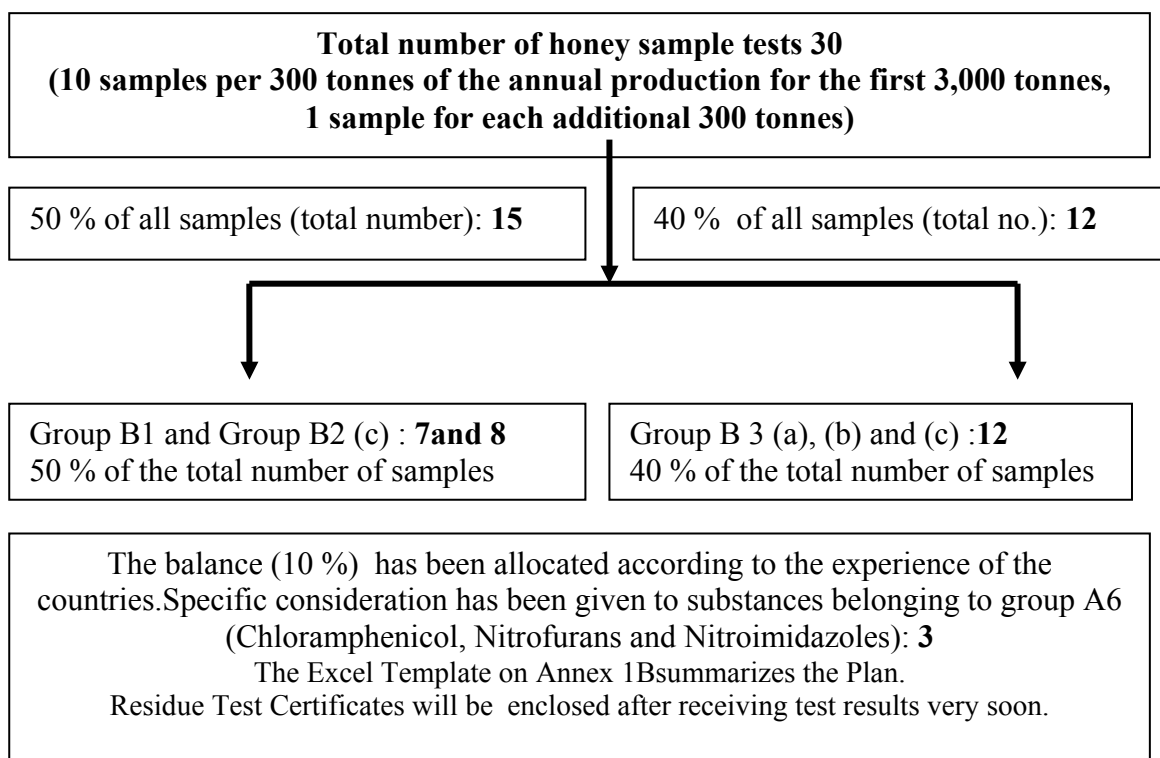 Total number of honey sample tests 30
(10 samples per 300 tonnes of the annual production for the first 3,000 tonnes,
1 sample for each additional 300 tonnes)
50 % of all samples (total number): 15
40 %  of all samples (total no.): 12
Group B1 and Group B2 (c) : 7and 8
50 % of the total number of samples
Group B 3 (a), (b) and (c) :12
40 % of the total number of samples
The balance (10 %)  has been allocated according to the experience of the
countries.Specific consideration has been given to substances belonging to group A6
(Chloramphenicol, Nitrofurans and Nitroimidazoles): 3
The Excel Template on Annex 1Bsummarizes the Plan.
Residue Test Certificates will be  enclosed after receiving test results very soon.